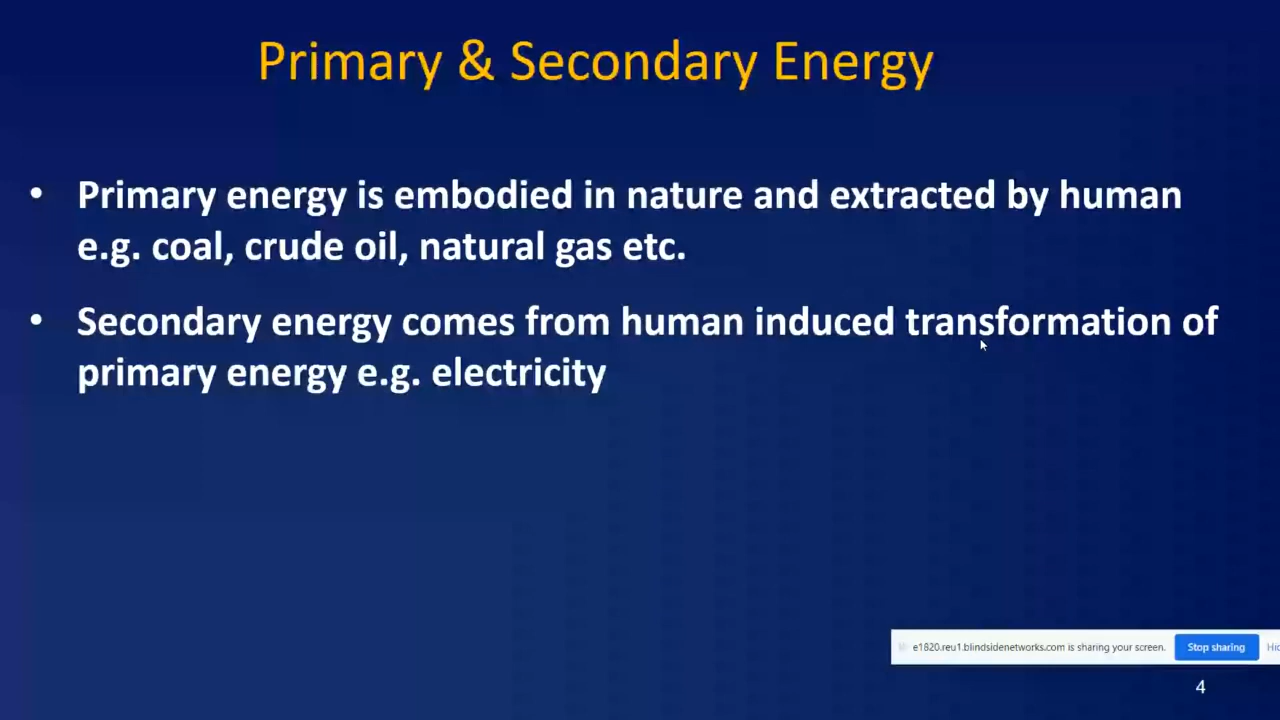 Primary & Secondary Energy
• Primary energy is embodied in nature and extracted by human
e.g. coal, crude oil, natural gas etc.
• Secondary energy comes from human induced transformation of
primary energy e.g. electricity
e1820.reu1.blindsidenetworks.com is sharing your screen. Stop sharing
4